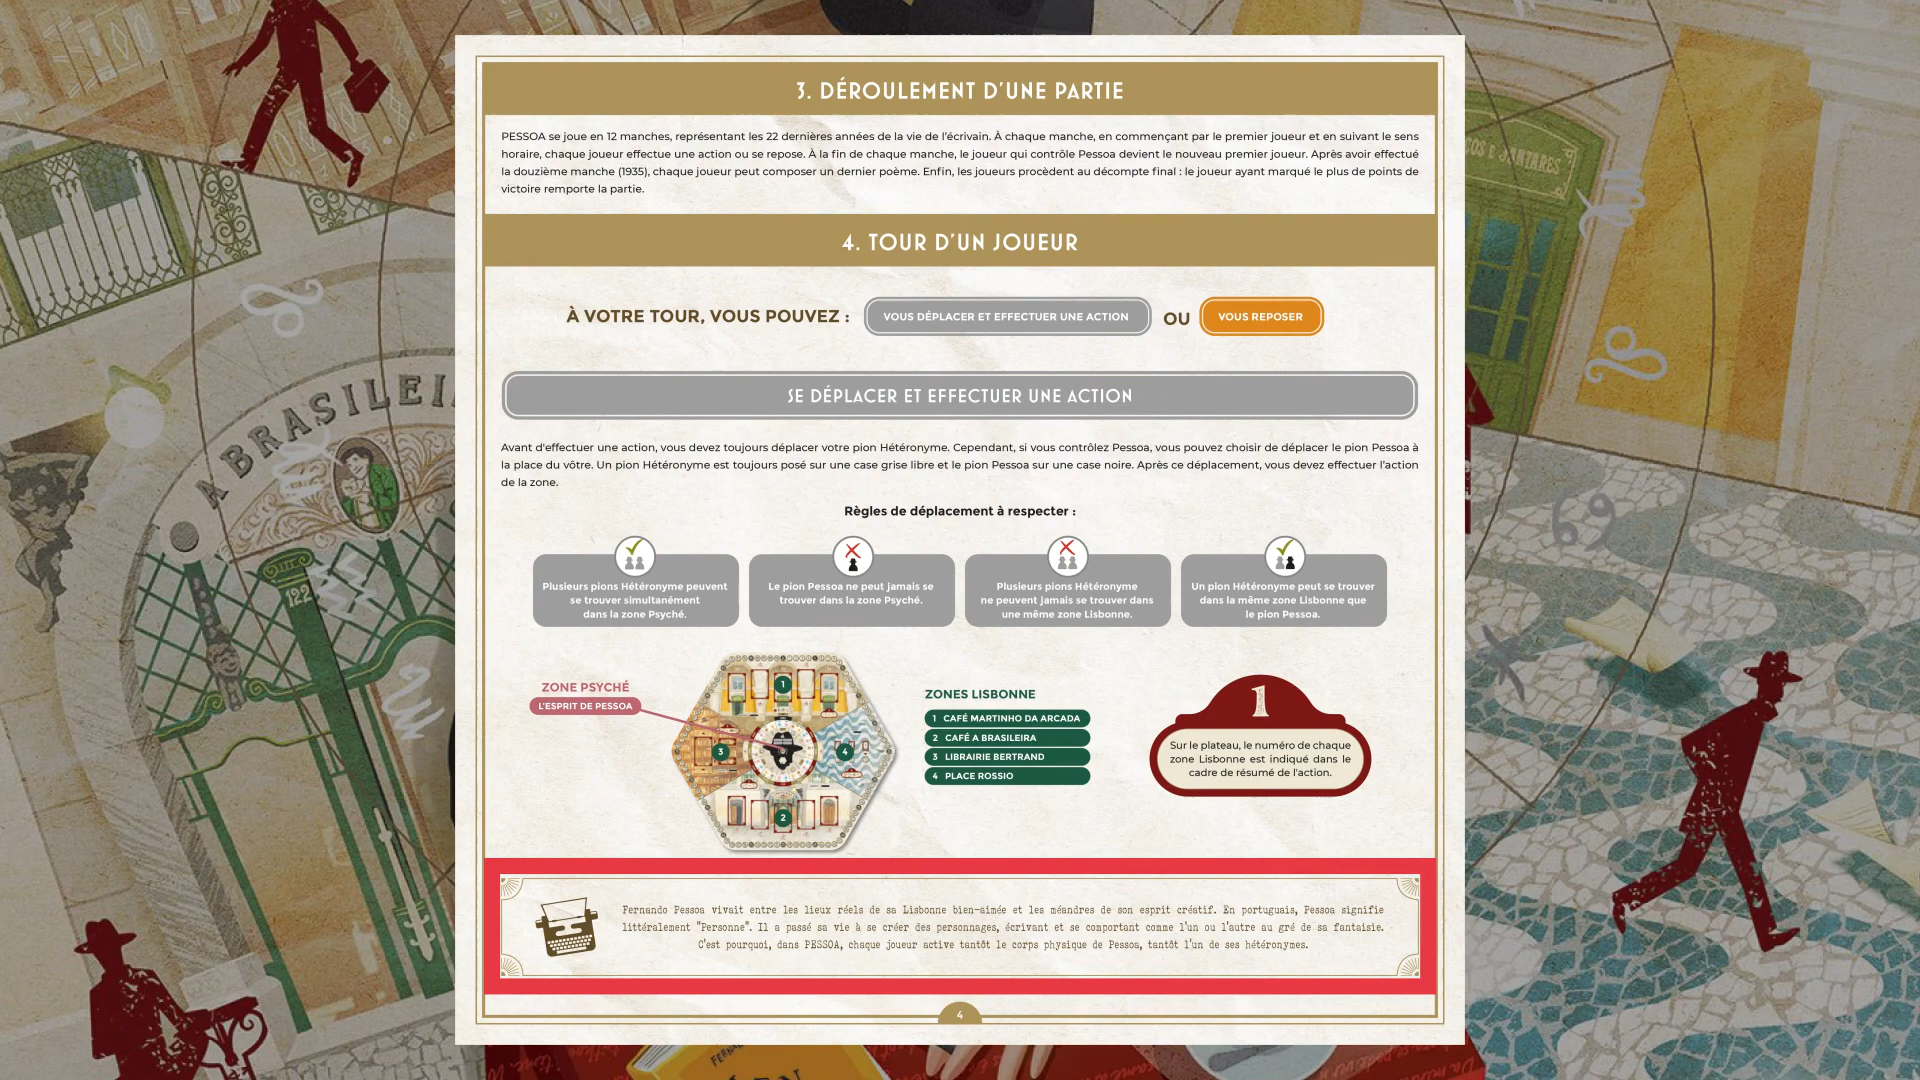 3. DÉROULEMENT D'UNE PARTIE
PESSOA se joue en 12 manches, représentant les 22 dernières années de la vie de l'écrivain. À chaque manche, en commençant par le premier joueur et en suivant le sens
horaire, chaque joueur effectue une action ou se repose. À la fin de chaque manche, le joueur qui contrôle Pessoa devient le nouveau premier joueur. Après avoir effectué
la douzième manche (1935), chaque joueur peut composer un dernier poème. Enfin, les joueurs procèdent au décompte final : le joueur ayant marqué le plus de points de
victoire remporte la partie.
4. TOUR D'UN JOUEUR
À VOTRE TOUR, VOUS POUVEZ : VOUS DÉPLACER ET EFFECTUER UNE ACTION OU VOUS REPOSER
SE DÉPLACER ET EFFECTUER UNE ACTION
Avant d'effectuer une action, vous devez toujours déplacer votre pion Hétéronyme. Cependant, si vous contrôlez Pessoa, vous pouvez choisir de déplacer le pion Pessoa à
la place du vôtre. Un pion Hétéronyme est toujours posé sur une case grise libre et le pion Pessoa sur une case noire. Après ce déplacement, vous devez effectuer l'action
de la zone.
Règles de déplacement à respecter :
Plusieurs pions Hétéronyme peuvent
se trouver simultanément
dans la zone Psyché.
Le pion Pessoa ne peut jamais se
trouver dans la zone Psyché.
Plusieurs pions Hétéronyme
ne peuvent jamais se trouver dans
une même zone Lisbonne.
Un pion Hétéronyme peut se trouver
dans la même zone Lisbonne que
le pion Pessoa.
ZONE PSYCHÉ
L'ESPRIT DE PESSOA
1
3
4
2
ZONES LISBONNE
1 CAFÉ MARTINHO DA ARCADA
2 CAFÉ A BRASILEIRA
3 LIBRAIRIE BERTRAND
4 PLACE ROSSIO
1
Sur le plateau, le numéro de chaque
zone Lisbonne est indiqué dans le
cadre de résumé de l'action.
Fernando Pessoa vivait entre les lieux réels de sa Lisbonne bien-aimée et les méandres de son esprit créatif. En portuguais, Pessoa signifie
littéralement "Personne". Il a passé sa vie à se créer des personnages, écrivant et se comportant comme l'un ou l'autre au gré de sa fantaisie.
C'est pourquoi, dans PESSOA, chaque joueur active tantôt le corps physique de Pessoa, tantôt l'un de ses hétéronymes.
4
A BRASILEI
122